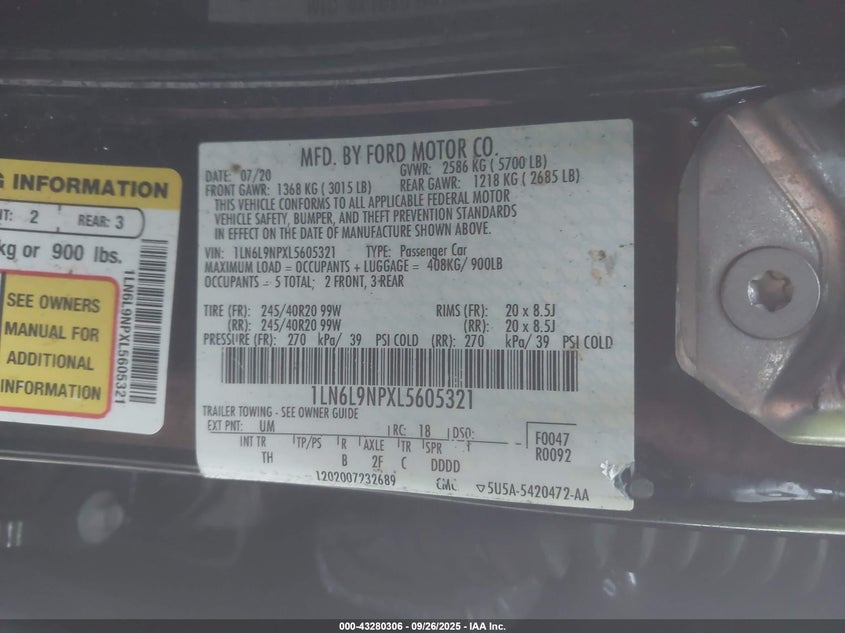 G INFORMATION
NT: 2 REAR: 3
kg or 900 lbs.
SEE OWNERS
MANUAL FOR
ADDITIONAL
INFORMATION
1LN6L9NPXL5605321
MFD. BY FORD MOTOR CO.
DATE: 07/20 GVWR: 2586 KG ( 5700 LB)
FRONT GAWR: 1368 KG ( 3015 LB) REAR GAWR: 1218 KG ( 2685 LB)
THIS VEHICLE CONFORMS TO ALL APPLICABLE FEDERAL MOTOR
VEHICLE SAFETY, BUMPER, AND THEFT PREVENTION STANDARDS
IN EFFECT ON THE DATE OF MANUFACTURE SHOWN ABOVE.
VIN: 1LN6L9NPXL5605321 TYPE: Passenger Car
MAXIMUM LOAD = OCCUPANTS + LUGGAGE = 408KG/ 900LB
OCCUPANTS = 5 TOTAL; 2 FRONT, 3-REAR
TIRE (FR): 245/40R20 99W RIMS (FR): 20 x 8.5J
(RR): 245/40R20 99W (RR): 20 x 8.5J
PRESSURE (FR): 270 kPa/ 39 PSI COLD (RR): 270 kPa/ 39 PSI COLD
1LN6L9NPXL5605321
TRAILER TOWING - SEE OWNER GUIDE
EXT PNT: UM RC: 18 DSO: F0047
INT TR TP/PS R AXLE TR SPR R0092
TH B 2F C DDDD
1202007232689 CMC 5U5A-5420472-AA
000-43280306 - 09/26/2025 - IAA Inc.